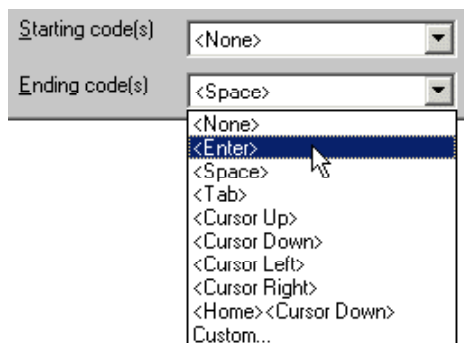 Starting code(s) <None>
Ending code(s) <Space>
<None>
<Enter>
<Space>
<Tab>
<Cursor Up>
<Cursor Down>
<Cursor Left>
<Cursor Right>
<Home><Cursor Down>
Custom...